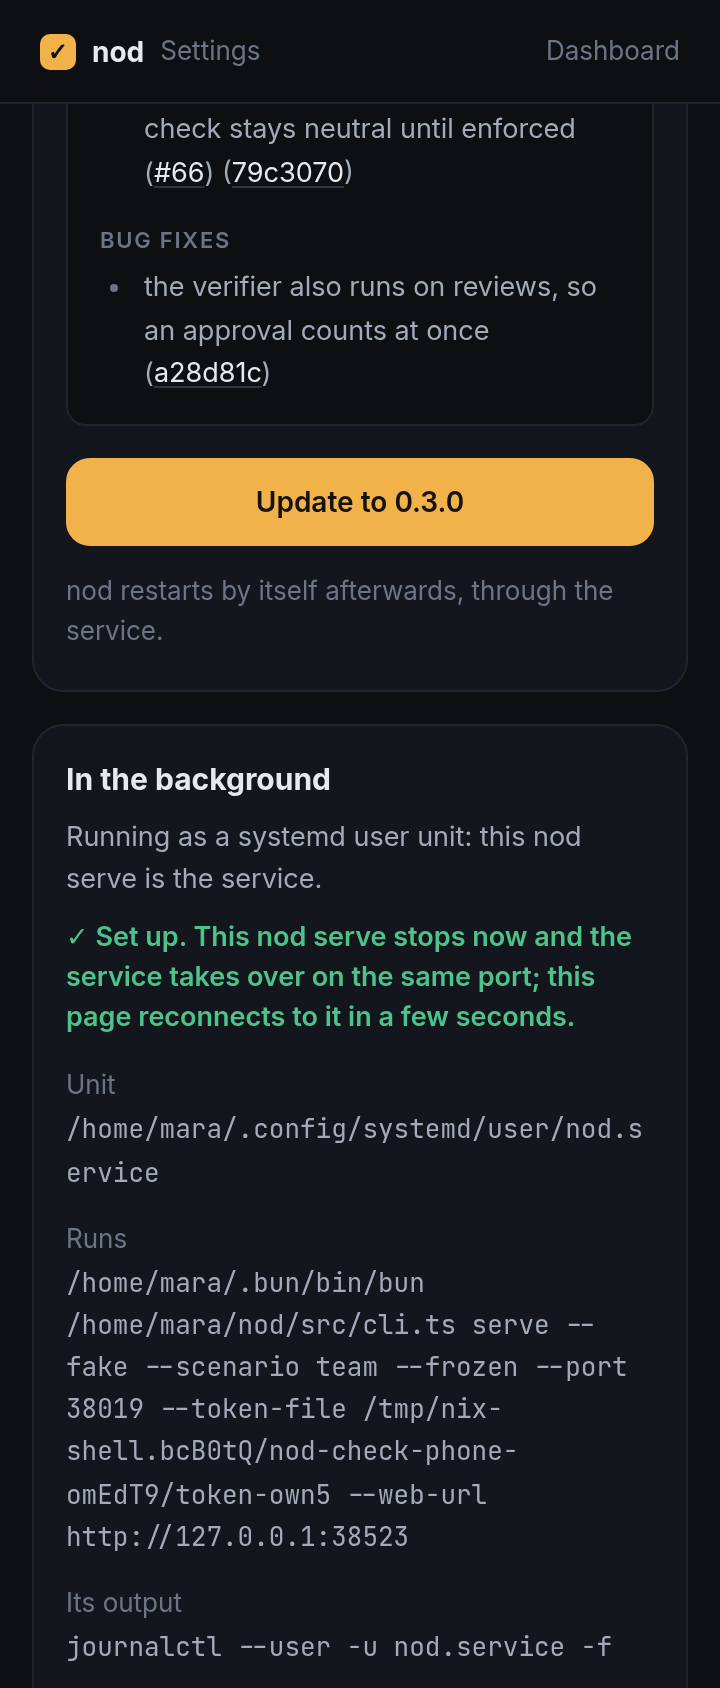 ✓ nod Settings Dashboard
check stays neutral until enforced
(#66) (79c3070)
BUG FIXES
• the verifier also runs on reviews, so
an approval counts at once
(a28d81c)
Update to 0.3.0
nod restarts by itself afterwards, through the
service.
In the background
Running as a systemd user unit: this nod
serve is the service.
✓ Set up. This nod serve stops now and the
service takes over on the same port; this
page reconnects to it in a few seconds.
Unit
/home/mara/.config/systemd/user/nod.s
ervice
Runs
/home/mara/.bun/bin/bun
/home/mara/nod/src/cli.ts serve --
fake --scenario team --frozen --port
38019 --token-file /tmp/nix-
shell.bcB0tQ/nod-check-phone-
omEdT9/token-own5 --web-url
http://127.0.0.1:38523
Its output
journalctl --user -u nod.service -f